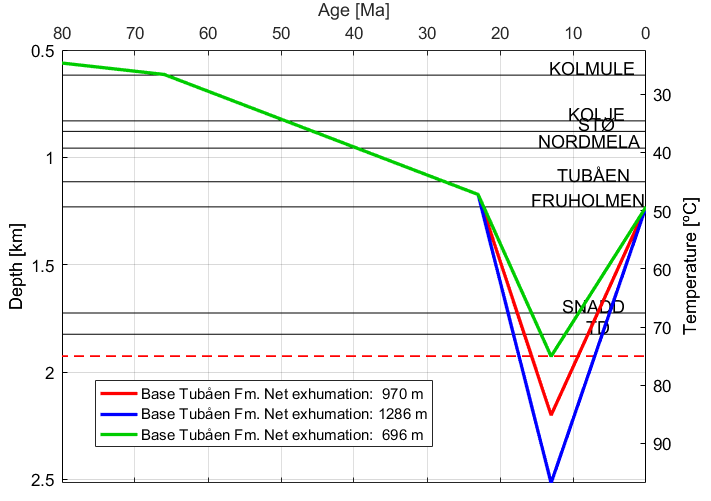 Age [Ma]
80 70 60 50 40 30 20 10 0
0.5
1
1.5
2
2.5
Depth [km]
30
40
50
60
70
80
90
Temperature [ºC]
KOLMULE
KOLJE
STØ
NORDMELA
TUBÅEN
FRUHOLMEN
SNADD
TD
Base Tubåen Fm. Net exhumation: 970 m
Base Tubåen Fm. Net exhumation: 1286 m
Base Tubåen Fm. Net exhumation: 696 m